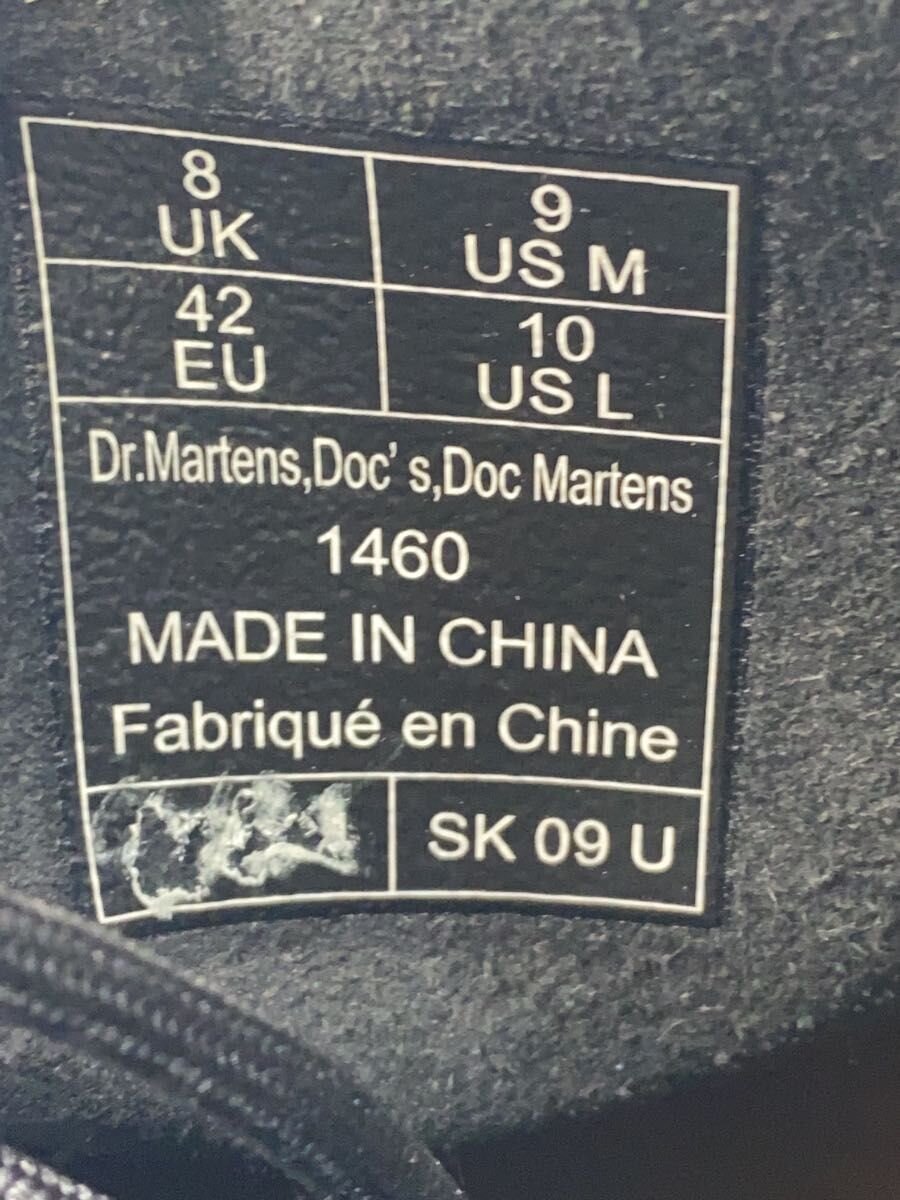 8
UK
9
US M
42
EU
10
US L
Dr.Martens,Doc' s,Doc Martens
1460
MADE IN CHINA
Fabriqué en Chine
SK 09 U